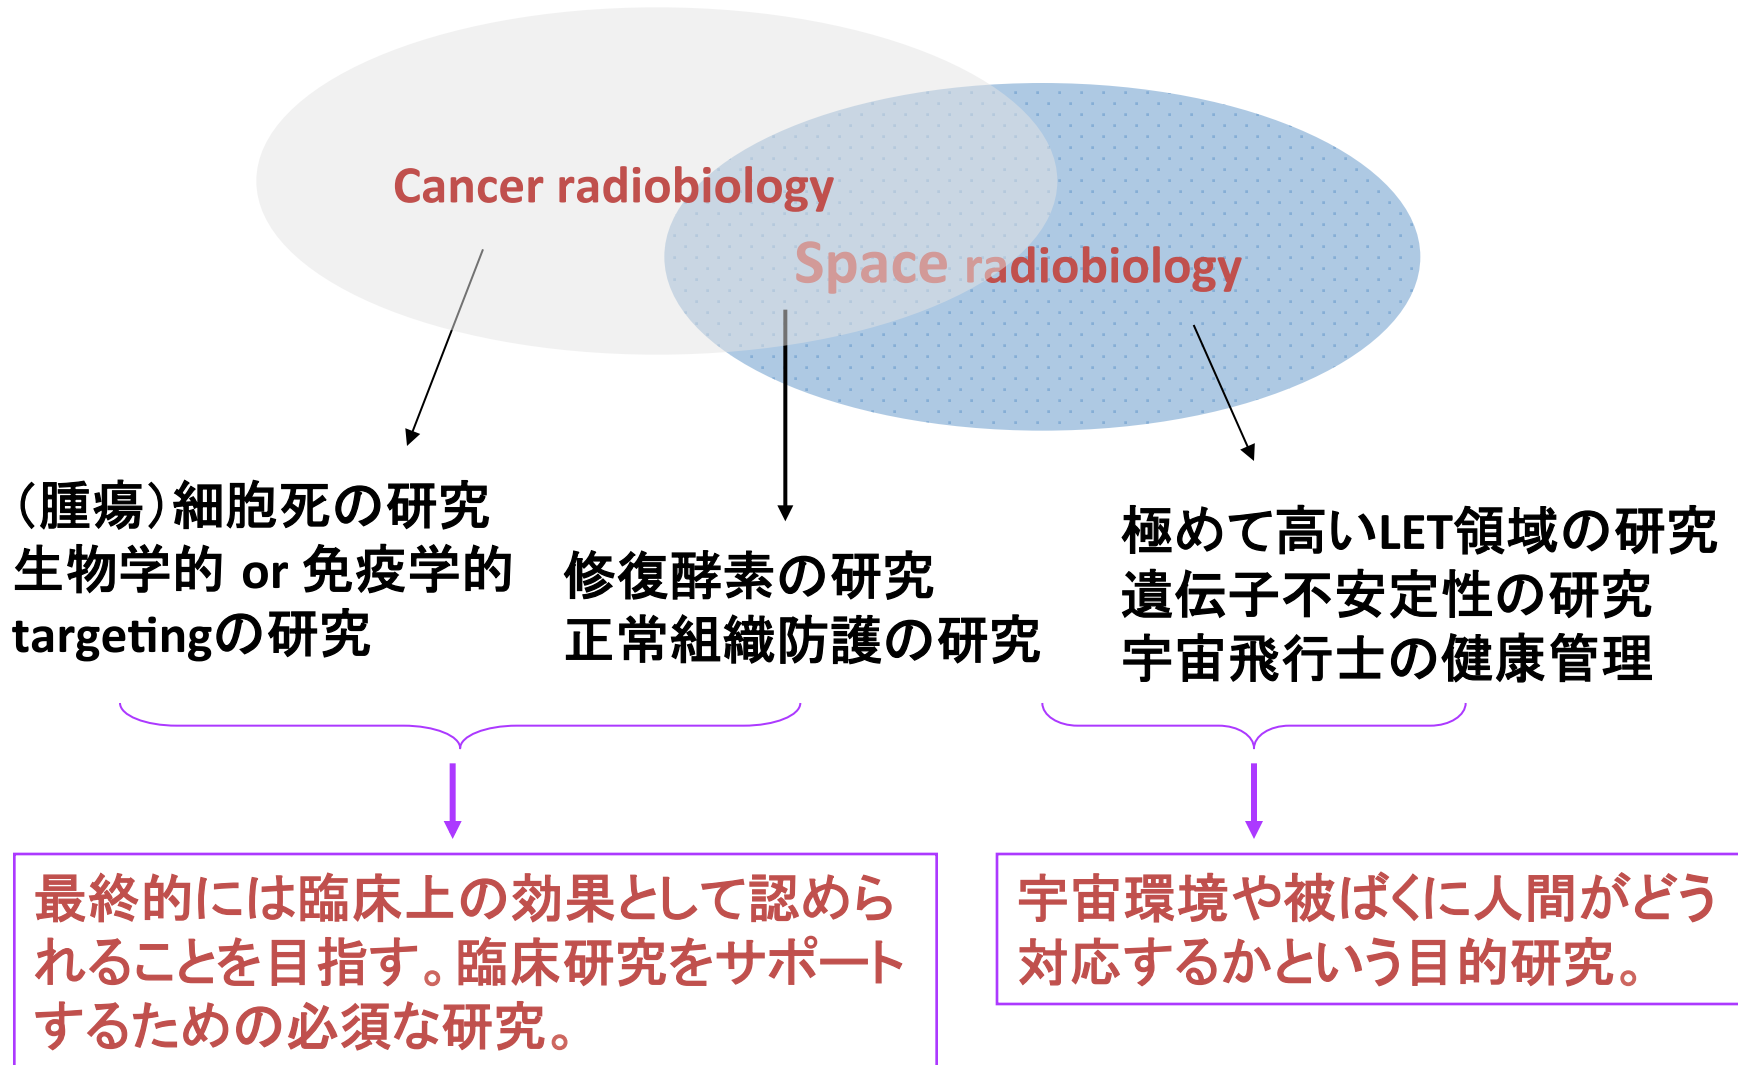 Cancer radiobiology
Space radiobiology
（腫瘍）細胞死の研究
生物学的 or 免疫学的
targetingの研究
修復酵素の研究
正常組織防護の研究
極めて高いLET領域の研究
遺伝子不安定性の研究
宇宙飛行士の健康管理
最終的には臨床上の効果として認めら
れることを目指す。臨床研究をサポート
するための必須な研究。
宇宙環境や被ばくに人間がどう
対応するかという目的研究。